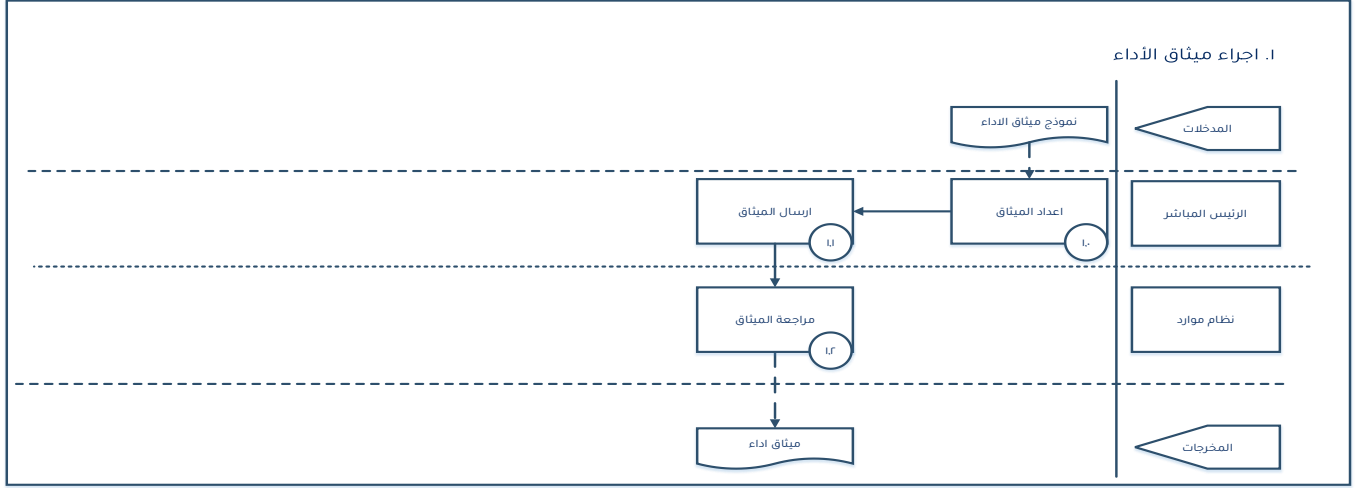 ١. اجراء ميثاق الأداء
المدخلات
نموذج ميثاق الاداء
الرئيس المباشر
اعداد الميثاق
١.٠
ارسال الميثاق
١.١
نظام موارد
مراجعة الميثاق
١.٢
المخرجات
ميثاق اداء